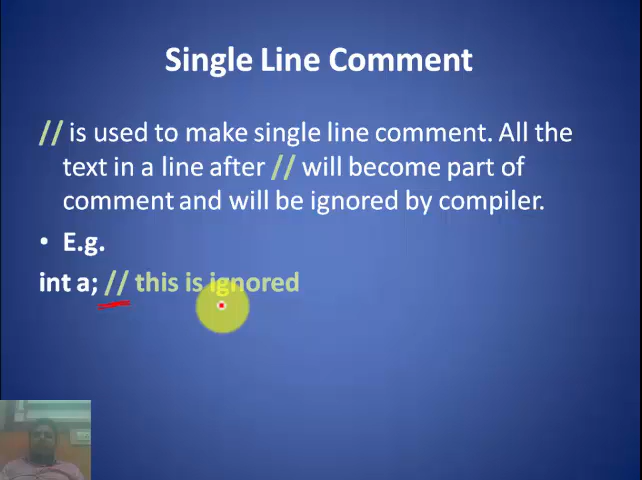 Single Line Comment
// is used to make single line comment. All the
text in a line after // will become part of
comment and will be ignored by compiler.
• E.g.
int a; // this is ignored